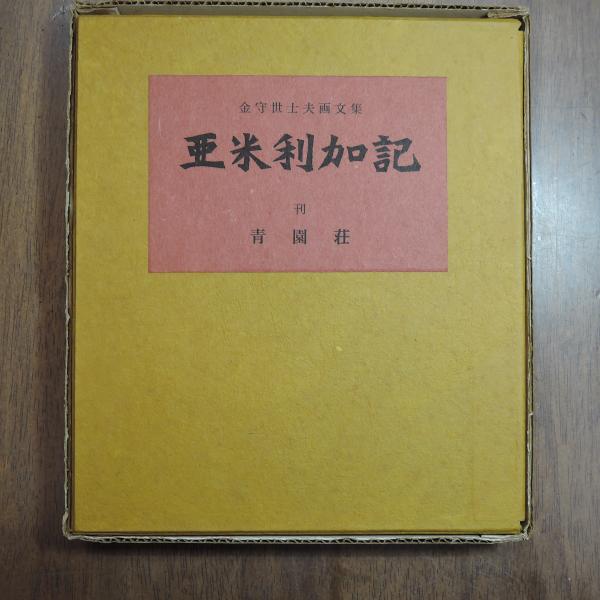 金守世士夫画文集
亜米利加記
刊
青園荘